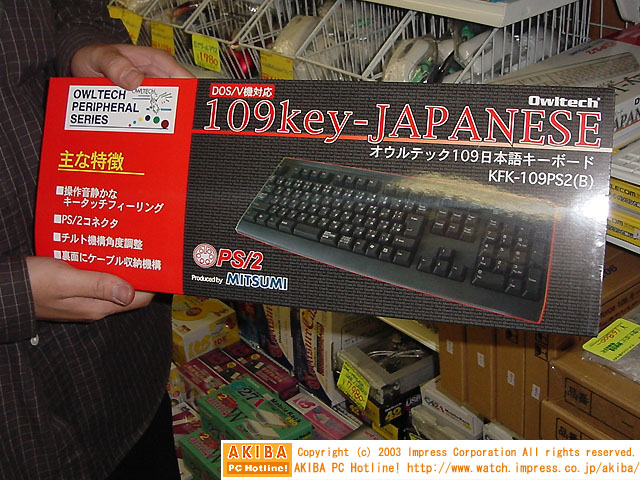 OWLTECH
PERIPHERAL
SERIES
OWLTECH
主な特徴
■操作音静かな
キータッチフィーリング
■PS/2コネクタ
■チルト機構角度調整
■裏面にケーブル収納機構
DOS/V機対応
Owltech
109key-JAPANESE
オウルテック109日本語キーボード
KFK-109PS2(B)
PS/2
Produced by MITSUMI
AKIBA
PC Hotline!
Copyright (c) 2003 Impress Corporation All rights reserved.
AKIBA PC Hotline! http://www.watch.impress.co.jp/akiba/